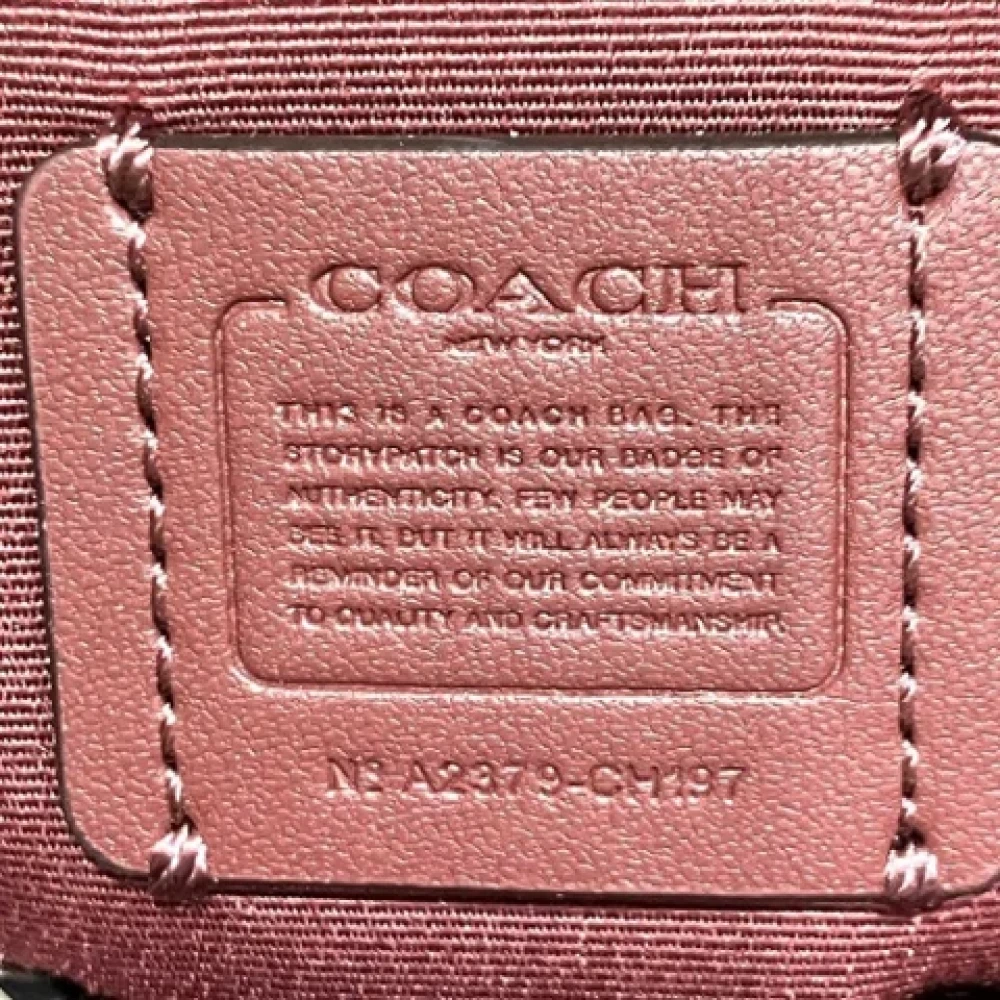 COACH
NEW YORK
THIS IS A COACH BAG. THE
STORYPATCH IS OUR BADGE OF
AUTHENTICITY. FEW PEOPLE MAY
SEE IT, BUT IT WILL ALWAYS BE A
REMINDER OF OUR COMMITMENT
TO QUALITY AND CRAFTSMANSHIP.
Nº A2379-CH197